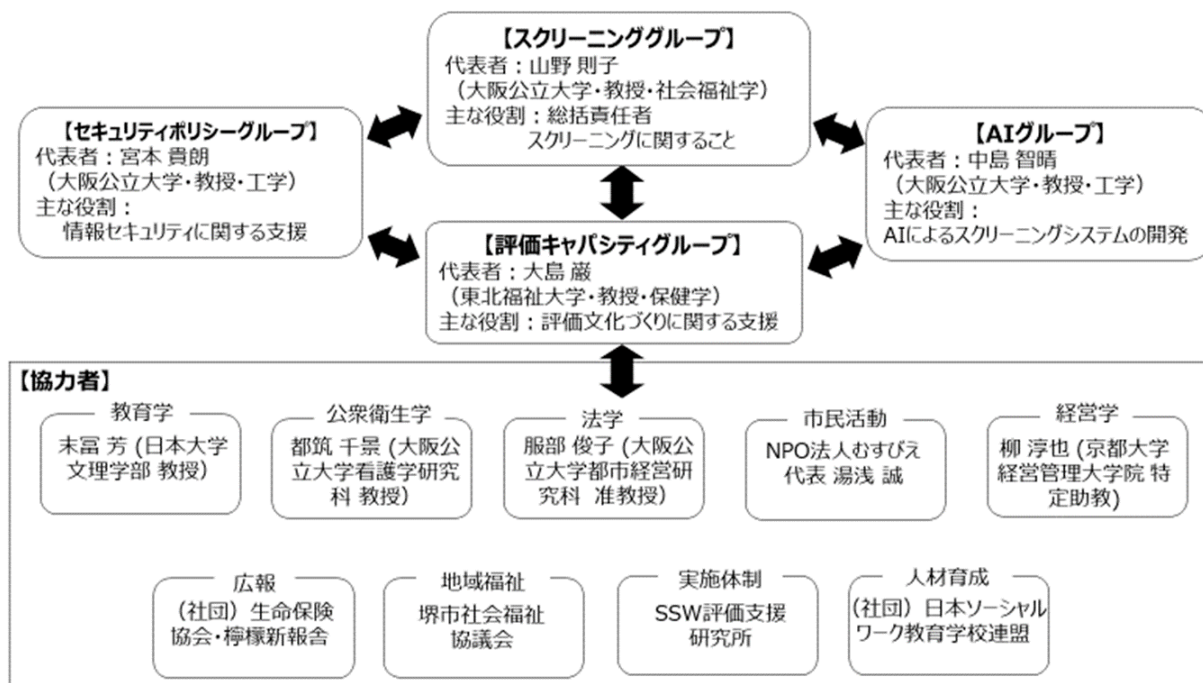 【スクリーニンググループ】
代表者：山野 則子
（大阪公立大学・教授・社会福祉学）
主な役割：総括責任者
スクリーニングに関すること
【セキュリティポリシーグループ】
代表者：宮本 貴朗
（大阪公立大学・教授・工学）
主な役割：
情報セキュリティに関する支援
【AIグループ】
代表者：中島 智晴
（大阪公立大学・教授・工学）
主な役割：
AIによるスクリーニングシステムの開発
【評価キャパシティグループ】
代表者：大島 巌
（東北福祉大学・教授・保健学）
主な役割：評価文化づくりに関する支援
【協力者】
教育学
末冨 芳 (日本大学
文理学部 教授）
公衆衛生学
都筑 千景 (大阪公
立大学看護学研究
科 教授）
法学
服部 俊子 (大阪公
立大学都市経営研
究科 准教授）
市民活動
NPO法人むすびえ
代表 湯浅 誠
経営学
柳 淳也 (京都大学
経営管理大学院 特
定助教)
広報
（社団）生命保険
協会・檸檬新報舎
地域福祉
堺市社会福祉
協議会
実施体制
SSW評価支援
研究所
人材育成
（社団）日本ソーシャル
ワーク教育学校連盟